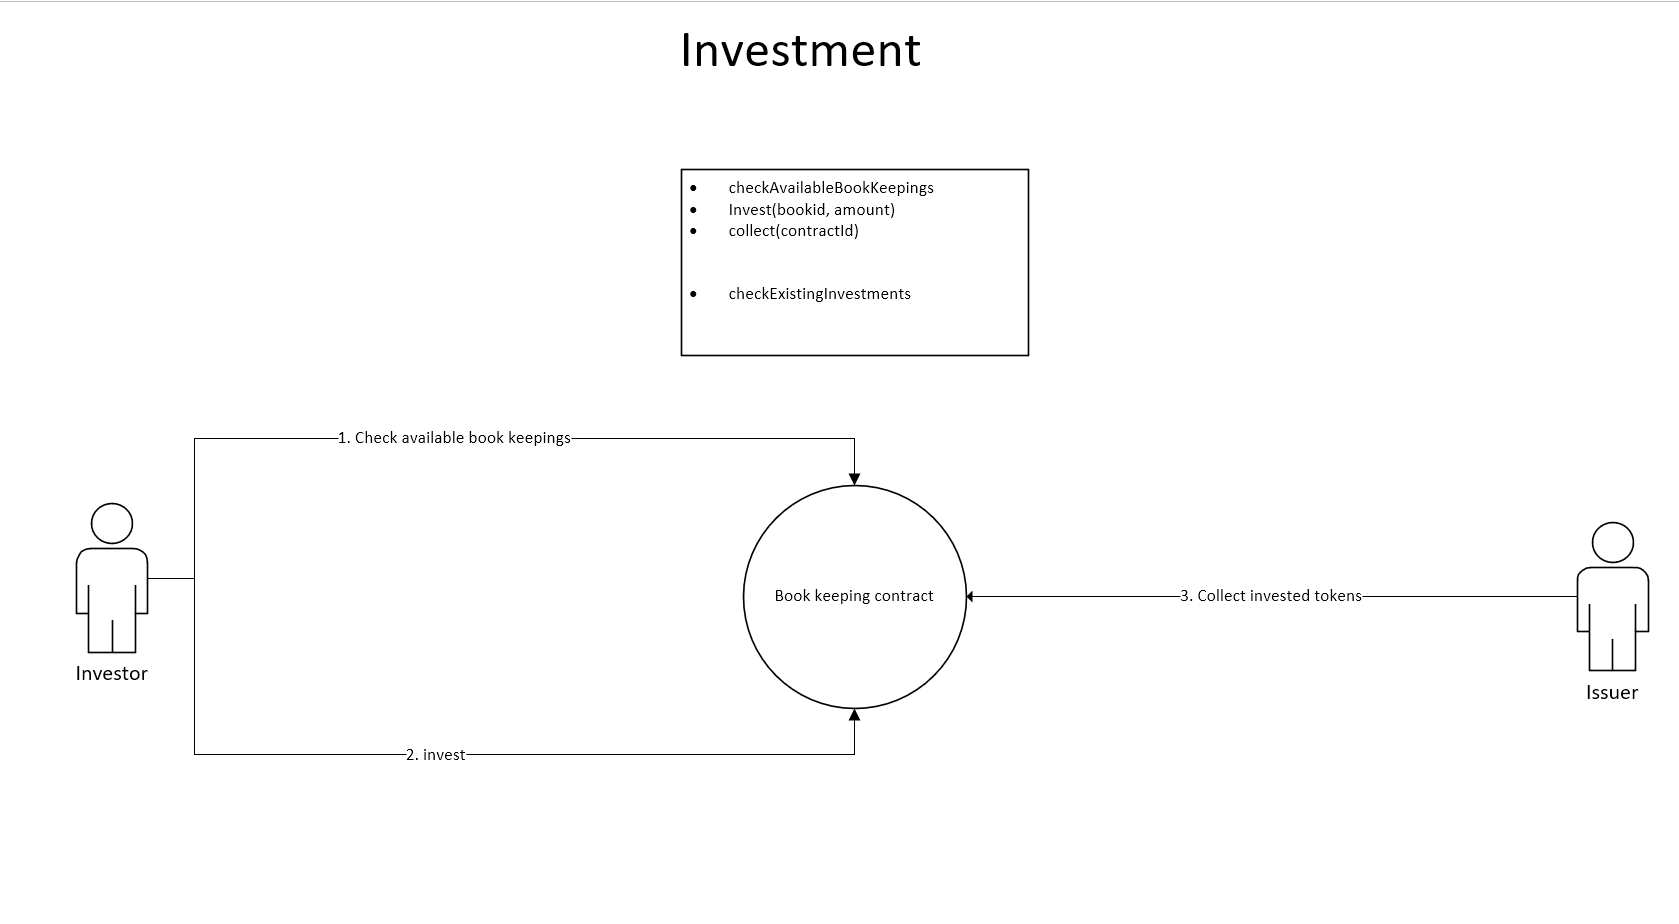 Investment
• checkAvailableBookKeepings
• Invest(bookid, amount)
• collect(contractId)
• checkExistingInvestments
1. Check available book keepings
Book keeping contract
3. Collect invested tokens
Investor
Issuer
2. invest